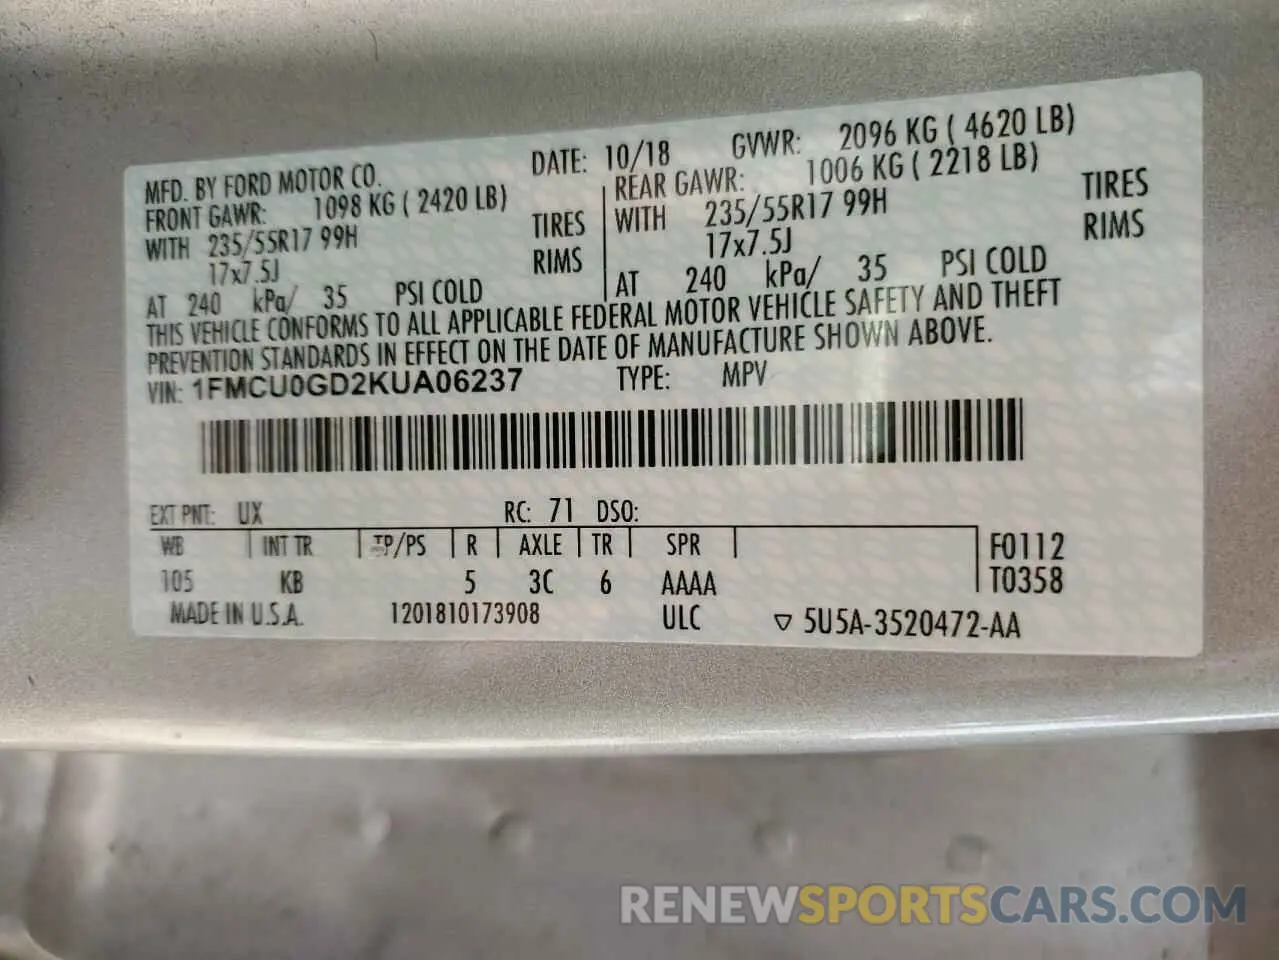 MFD. BY FORD MOTOR CO. DATE: 10/18 GVWR: 2096 KG ( 4620 LB)
FRONT GAWR: 1098 KG ( 2420 LB) REAR GAWR: 1006 KG ( 2218 LB)
WITH 235/55R17 99H TIRES WITH 235/55R17 99H TIRES
17x7.5J RIMS 17x7.5J RIMS
AT 240 kPa/ 35 PSI COLD AT 240 kPa/ 35 PSI COLD
THIS VEHICLE CONFORMS TO ALL APPLICABLE FEDERAL MOTOR VEHICLE SAFETY AND THEFT
PREVENTION STANDARDS IN EFFECT ON THE DATE OF MANUFACTURE SHOWN ABOVE.
VIN: 1FMCU0GD2KUA06237 TYPE: MPV
EXT PNT: UX RC: 71 DSO:
WB INT TR TP/PS R AXLE TR SPR F0112
105 KB 5 3C 6 AAAA T0358
MADE IN U.S.A. 1201810173908 ULC ▽ 5U5A-3520472-AA
RENEWSPORTSCARS.COM